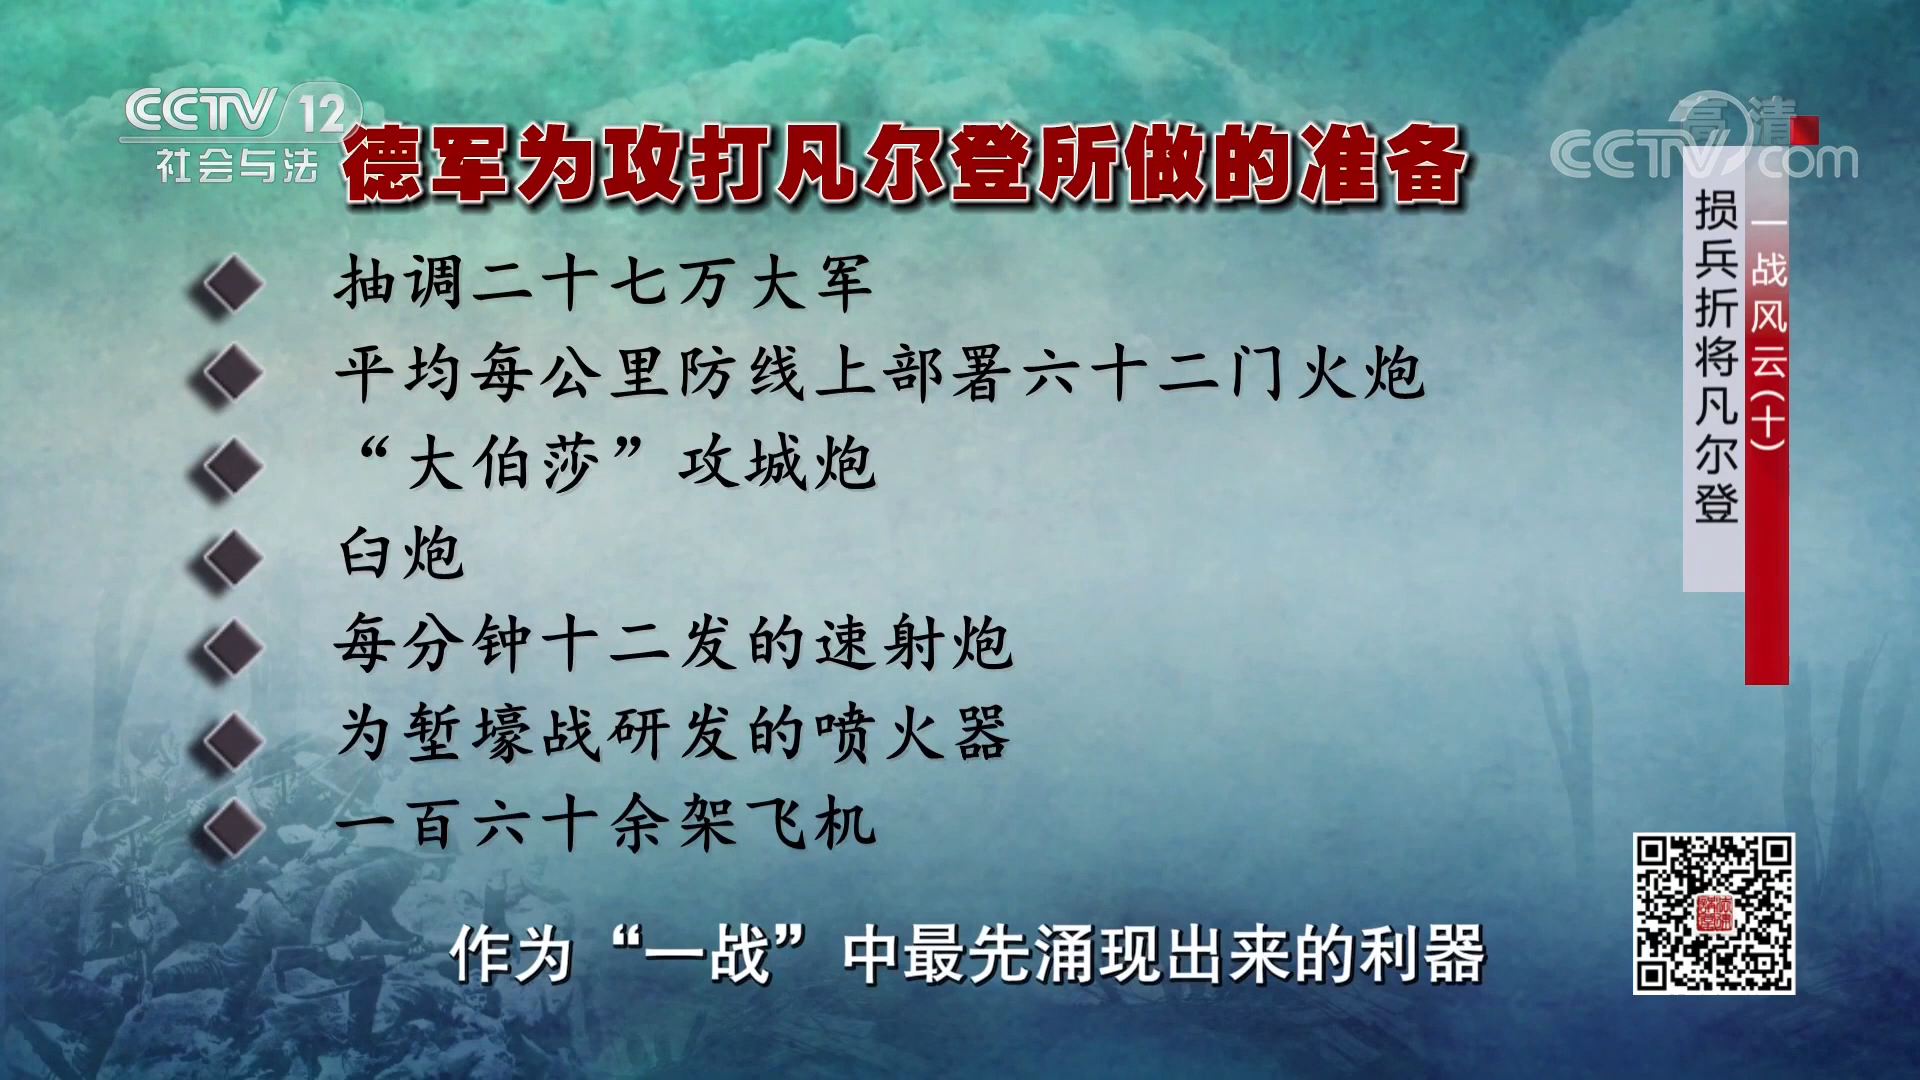 CCTV 12
社会与法
高清
CCTV.com
德军为攻打凡尔登所做的准备
抽调二十七万大军
平均每公里防线上部署六十二门火炮
“大伯莎”攻城炮
臼炮
每分钟十二发的速射炮
为堑壕战研发的喷火器
一百六十余架飞机
一战风云(十)
损兵折将凡尔登
作为“一战”中最先涌现出来的利器